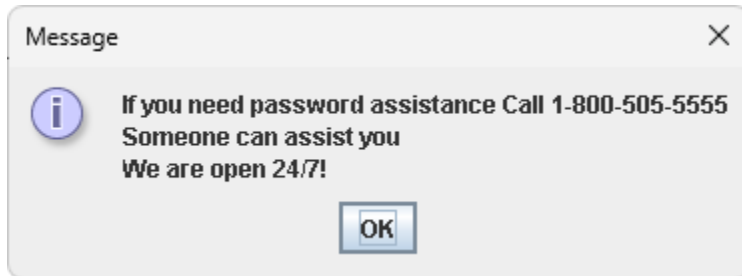 Message
If you need password assistance Call 1-800-505-5555
Someone can assist you
We are open 24/7!
OK